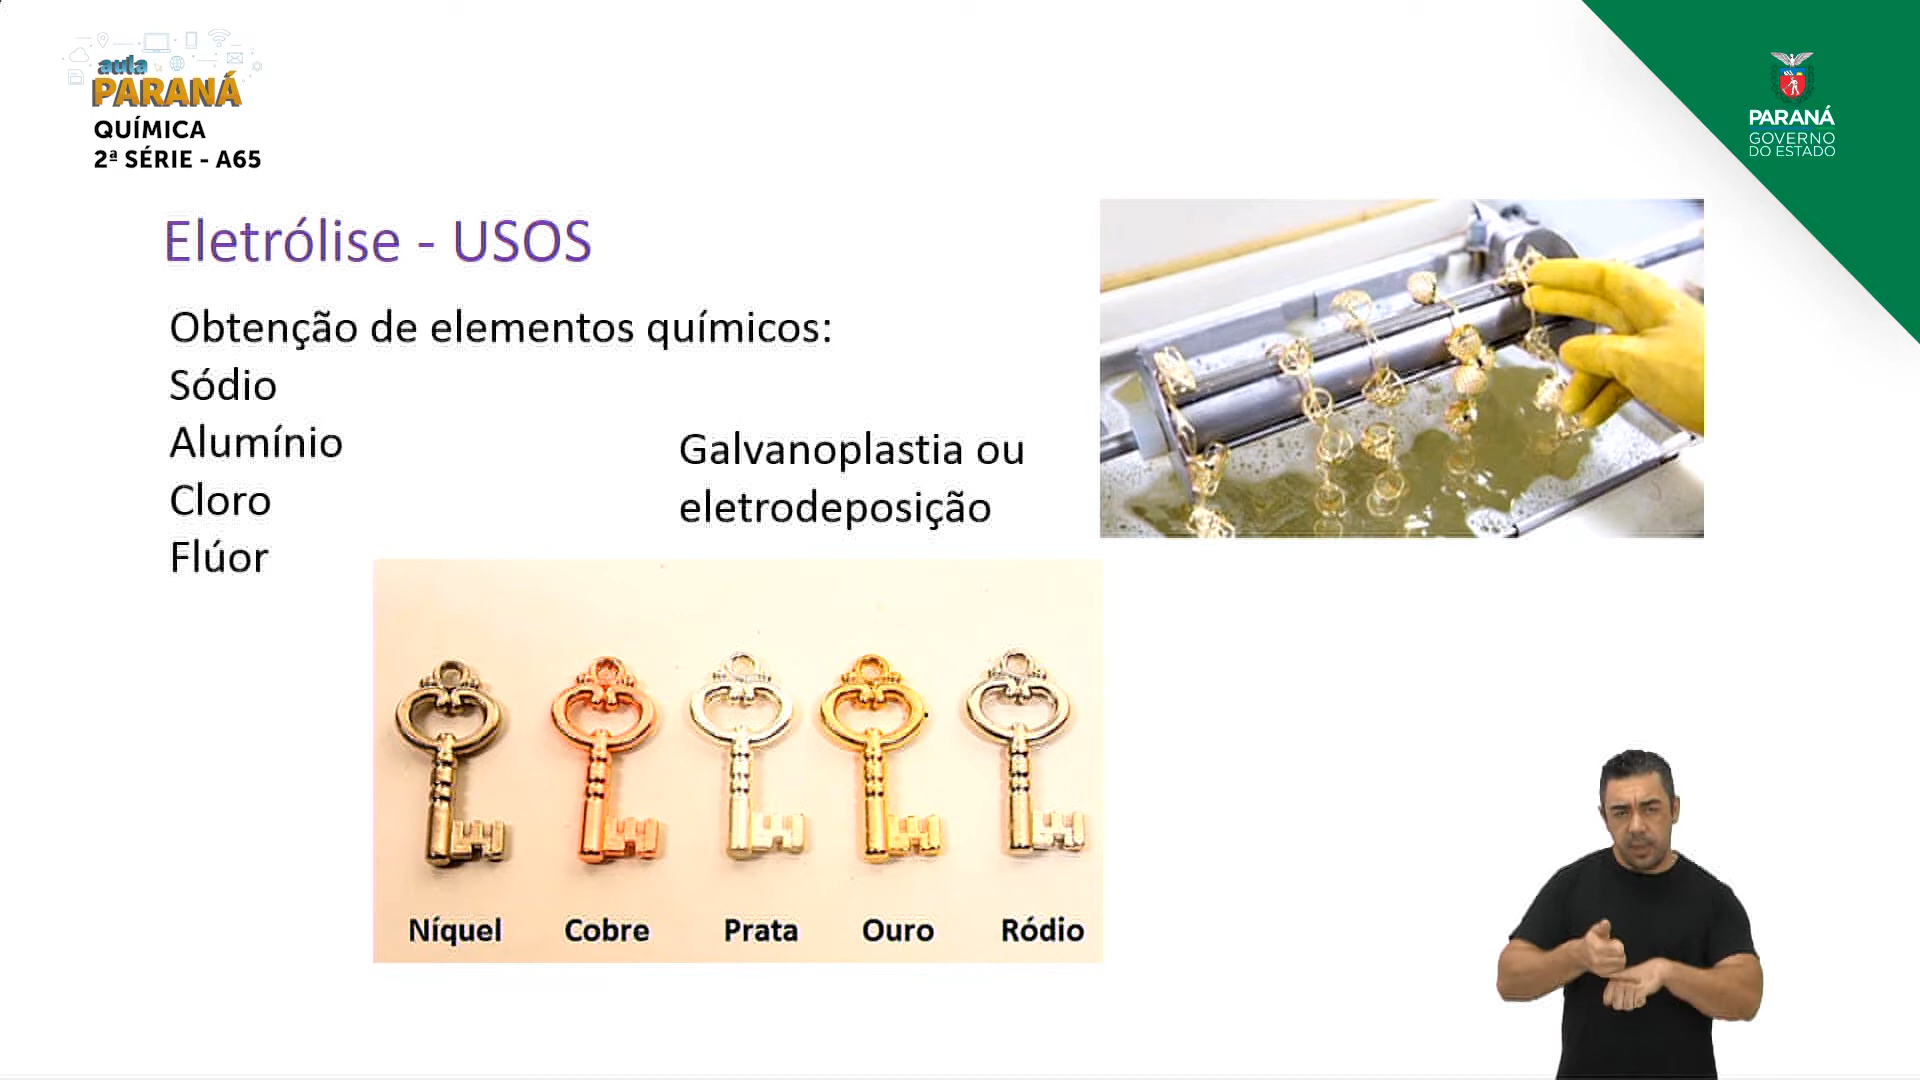 aula
PARANÁ
QUÍMICA
2ª SÉRIE - A65
PARANÁ
GOVERNO
DO ESTADO
Eletrólise - USOS
Obtenção de elementos químicos:
Sódio
Alumínio
Cloro
Flúor
Galvanoplastia ou
eletrodeposição
Níquel
Cobre
Prata
Ouro
Ródio